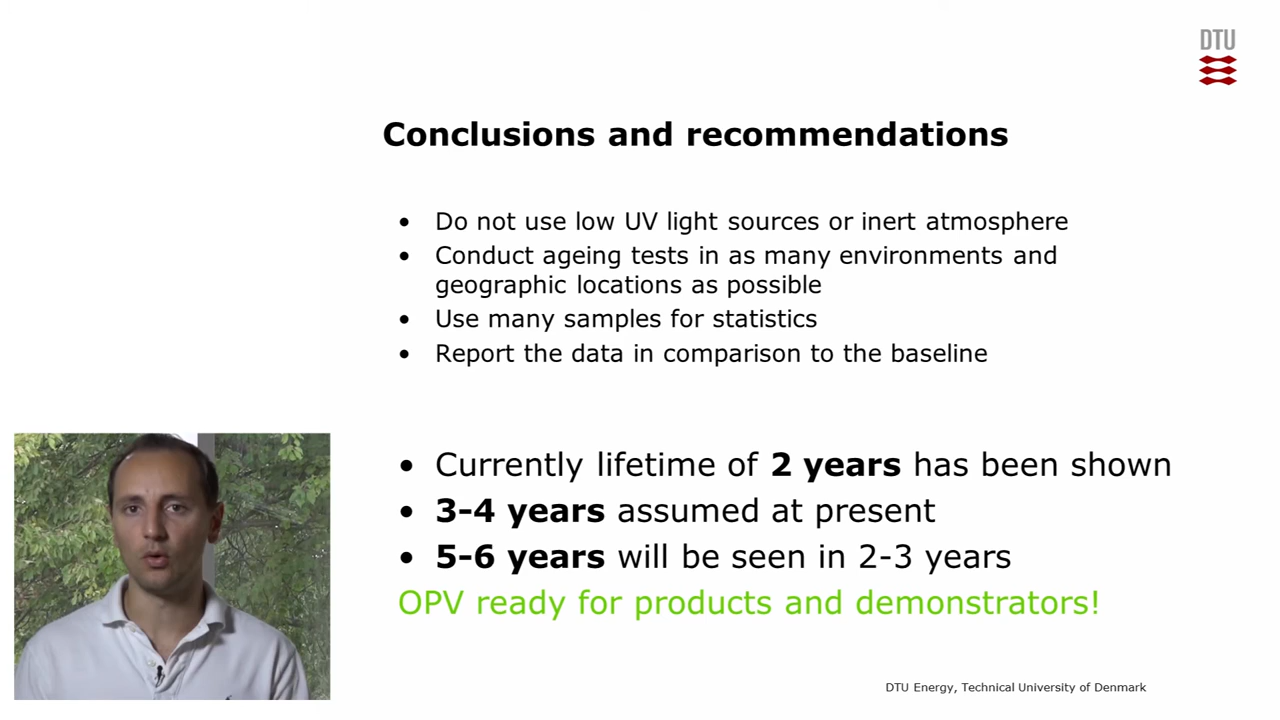 DTU
Conclusions and recommendations
• Do not use low UV light sources or inert atmosphere
• Conduct ageing tests in as many environments and
geographic locations as possible
• Use many samples for statistics
• Report the data in comparison to the baseline
• Currently lifetime of 2 years has been shown
• 3-4 years assumed at present
• 5-6 years will be seen in 2-3 years
OPV ready for products and demonstrators!
DTU Energy, Technical University of Denmark